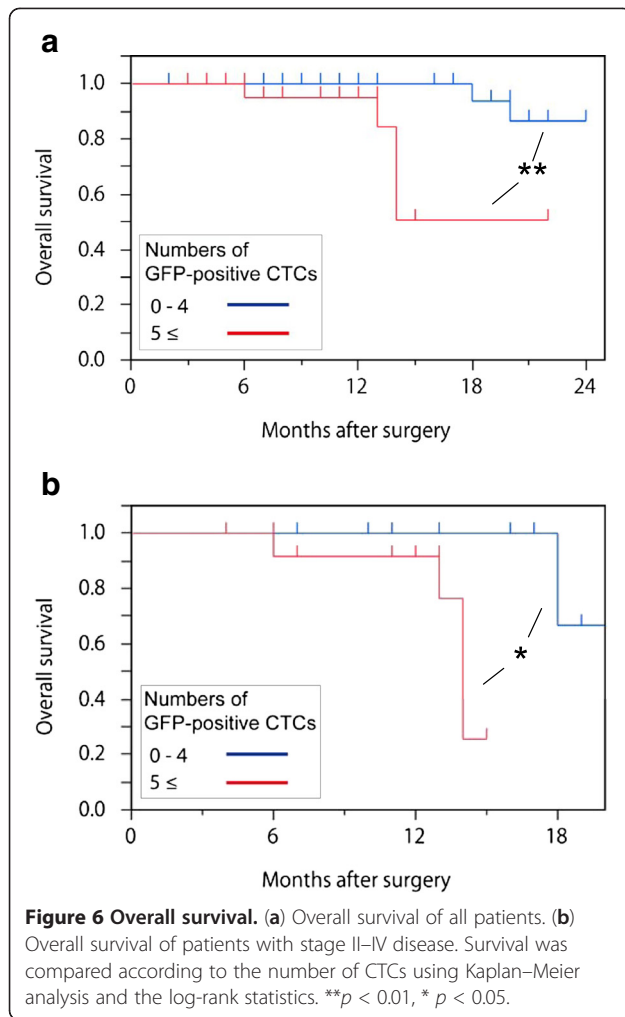 a
1.0
0.8
0.6
0.4
0.2
0.0
Overall survival
**
Numbers of
GFP-positive CTCs
0 - 4
5 ≤
0
6
12
18
24
Months after surgery
b
1.0
0.8
0.6
0.4
0.2
0.0
Overall survival
*
Numbers of
GFP-positive CTCs
0 - 4
5 ≤
0
6
12
18
Months after surgery
Figure 6 Overall survival. (a) Overall survival of all patients. (b)
Overall survival of patients with stage II–IV disease. Survival was
compared according to the number of CTCs using Kaplan–Meier
analysis and the log-rank statistics. **p < 0.01, * p < 0.05.